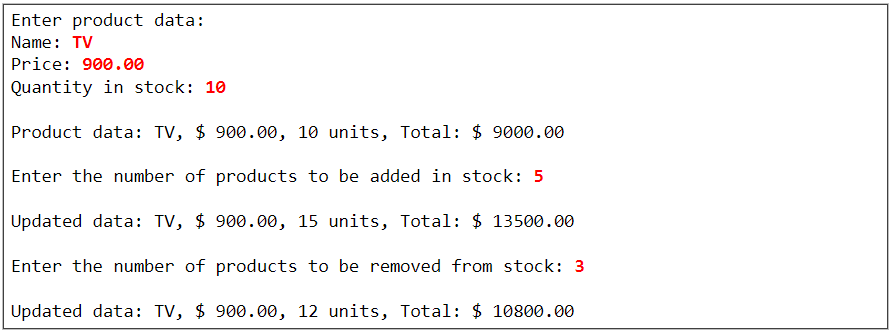 Enter product data:
Name: TV
Price: 900.00
Quantity in stock: 10
Product data: TV, $ 900.00, 10 units, Total: $ 9000.00
Enter the number of products to be added in stock: 5
Updated data: TV, $ 900.00, 15 units, Total: $ 13500.00
Enter the number of products to be removed from stock: 3
Updated data: TV, $ 900.00, 12 units, Total: $ 10800.00